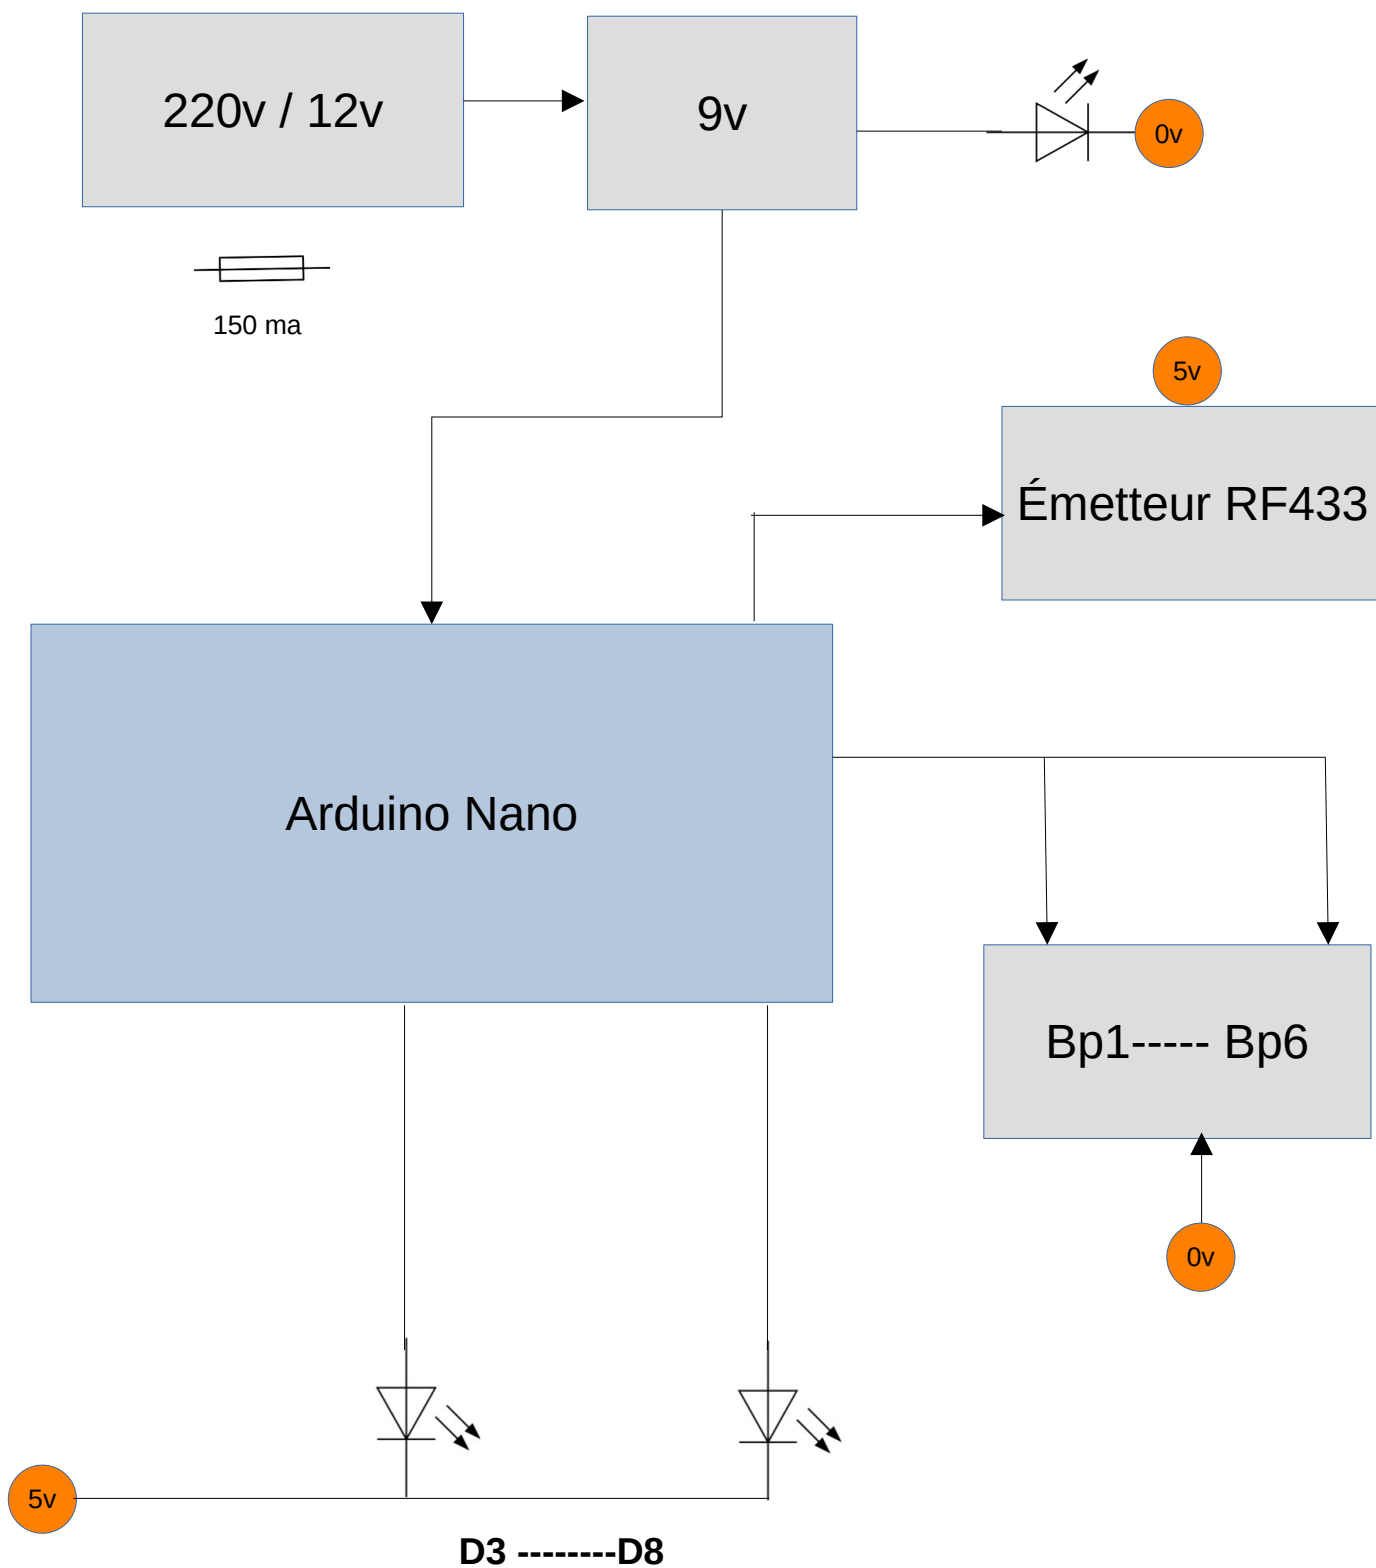 220v / 12v
9v
0v
150 ma
5v
Émetteur RF433
Arduino Nano
Bp1----- Bp6
0v
5v
D3 --------D8